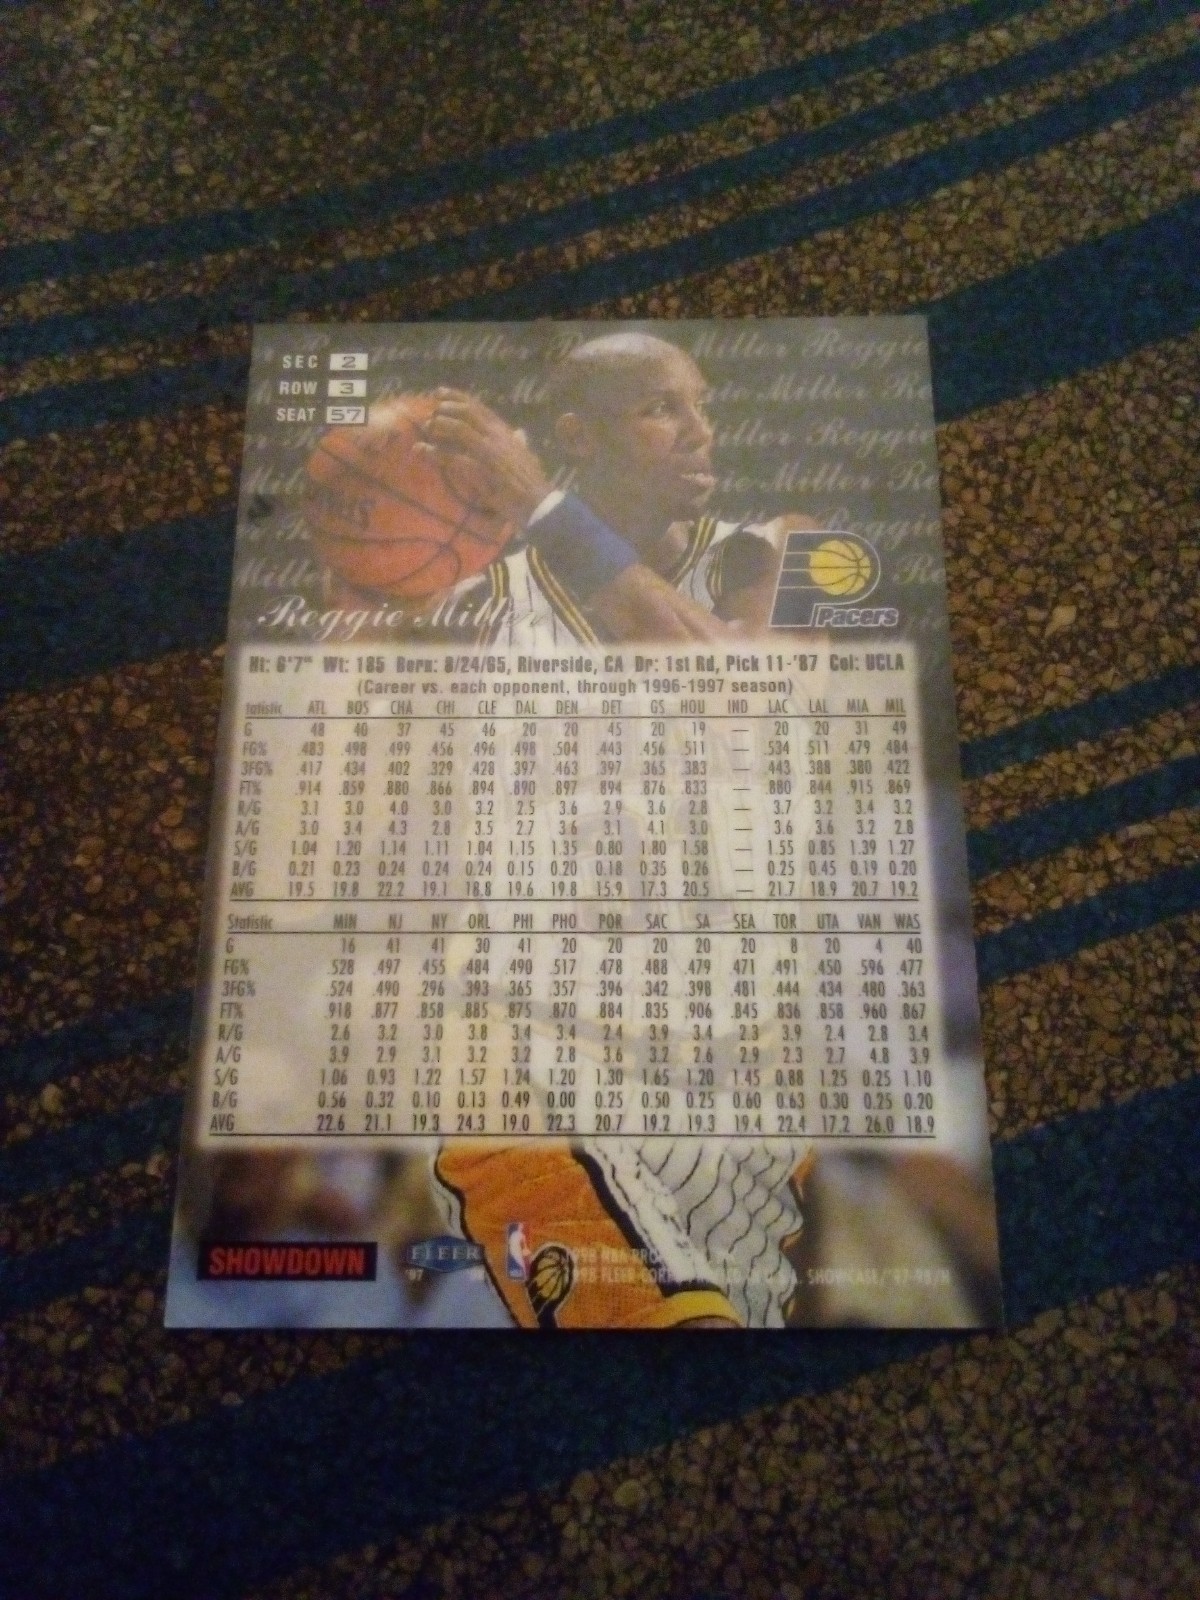 SEC 2
ROW 3
SEAT 57
Reggie Miller
Pacers
Ht: 6'7" Wt: 185 Born: 8/24/65, Riverside, CA Dr: 1st Rd, Pick 11-'87 Col: UCLA
(Career vs. each opponent, through 1996-1997 season)
tatistic ATL BOS CHA CHI CLE DAL DEN DET GS HOU IND LAC LAL MIA MIL
G 48 40 37 45 46 20 20 45 20 19 — 20 20 31 49
FG% .483 .498 .499 .456 .496 .498 .504 .443 .456 .511 — .534 .511 .479 .484
3FG% .417 .434 .402 .329 .428 .397 .463 .397 .365 .383 — .443 .388 .380 .422
FT% .914 .859 .880 .866 .894 .890 .897 .894 .876 .833 — .880 .844 .915 .869
R/G 3.1 3.0 4.0 3.0 3.2 2.5 3.6 2.9 3.6 2.8 — 3.7 3.2 3.4 3.2
A/G 3.0 3.4 4.3 2.8 3.5 2.7 3.6 3.1 4.1 3.0 — 3.6 3.6 3.2 2.8
S/G 1.04 1.20 1.14 1.11 1.04 1.15 1.35 0.80 1.80 1.58 — 1.55 0.85 1.39 1.27
B/G 0.21 0.23 0.24 0.24 0.24 0.15 0.20 0.18 0.35 0.26 — 0.25 0.45 0.19 0.20
AVG 19.5 19.8 22.2 19.1 18.8 19.6 19.8 15.9 17.3 20.5 — 21.7 18.9 20.7 19.2
Statistic MIN NJ NY ORL PHI PHO POR SAC SA SEA TOR UTA VAN WAS
G 16 41 41 30 41 20 20 20 20 20 8 20 4 40
FG% .528 .497 .455 .484 .490 .517 .478 .488 .479 .471 .491 .450 .596 .477
3FG% .524 .490 .296 .393 .365 .357 .396 .342 .398 .481 .444 .434 .480 .363
FT% .918 .877 .858 .885 .875 .870 .884 .835 .906 .845 .836 .858 .960 .867
R/G 2.6 3.2 3.0 3.8 3.4 3.4 2.4 3.9 3.4 2.3 3.9 2.4 2.8 3.4
A/G 3.9 2.9 3.1 3.2 3.2 2.8 3.6 3.2 2.6 2.9 2.3 2.7 4.8 3.9
S/G 1.06 0.93 1.22 1.57 1.24 1.20 1.30 1.65 1.20 1.45 0.88 1.25 0.25 1.10
B/G 0.56 0.32 0.10 0.13 0.49 0.00 0.25 0.50 0.25 0.60 0.63 0.30 0.25 0.20
AVG 22.6 21.1 19.3 24.3 19.0 22.3 20.7 19.2 19.3 19.4 22.4 17.2 26.0 18.9
SHOWDOWN FLEER '97
1998 NBA
FLEER SHOWCASE/'97-98